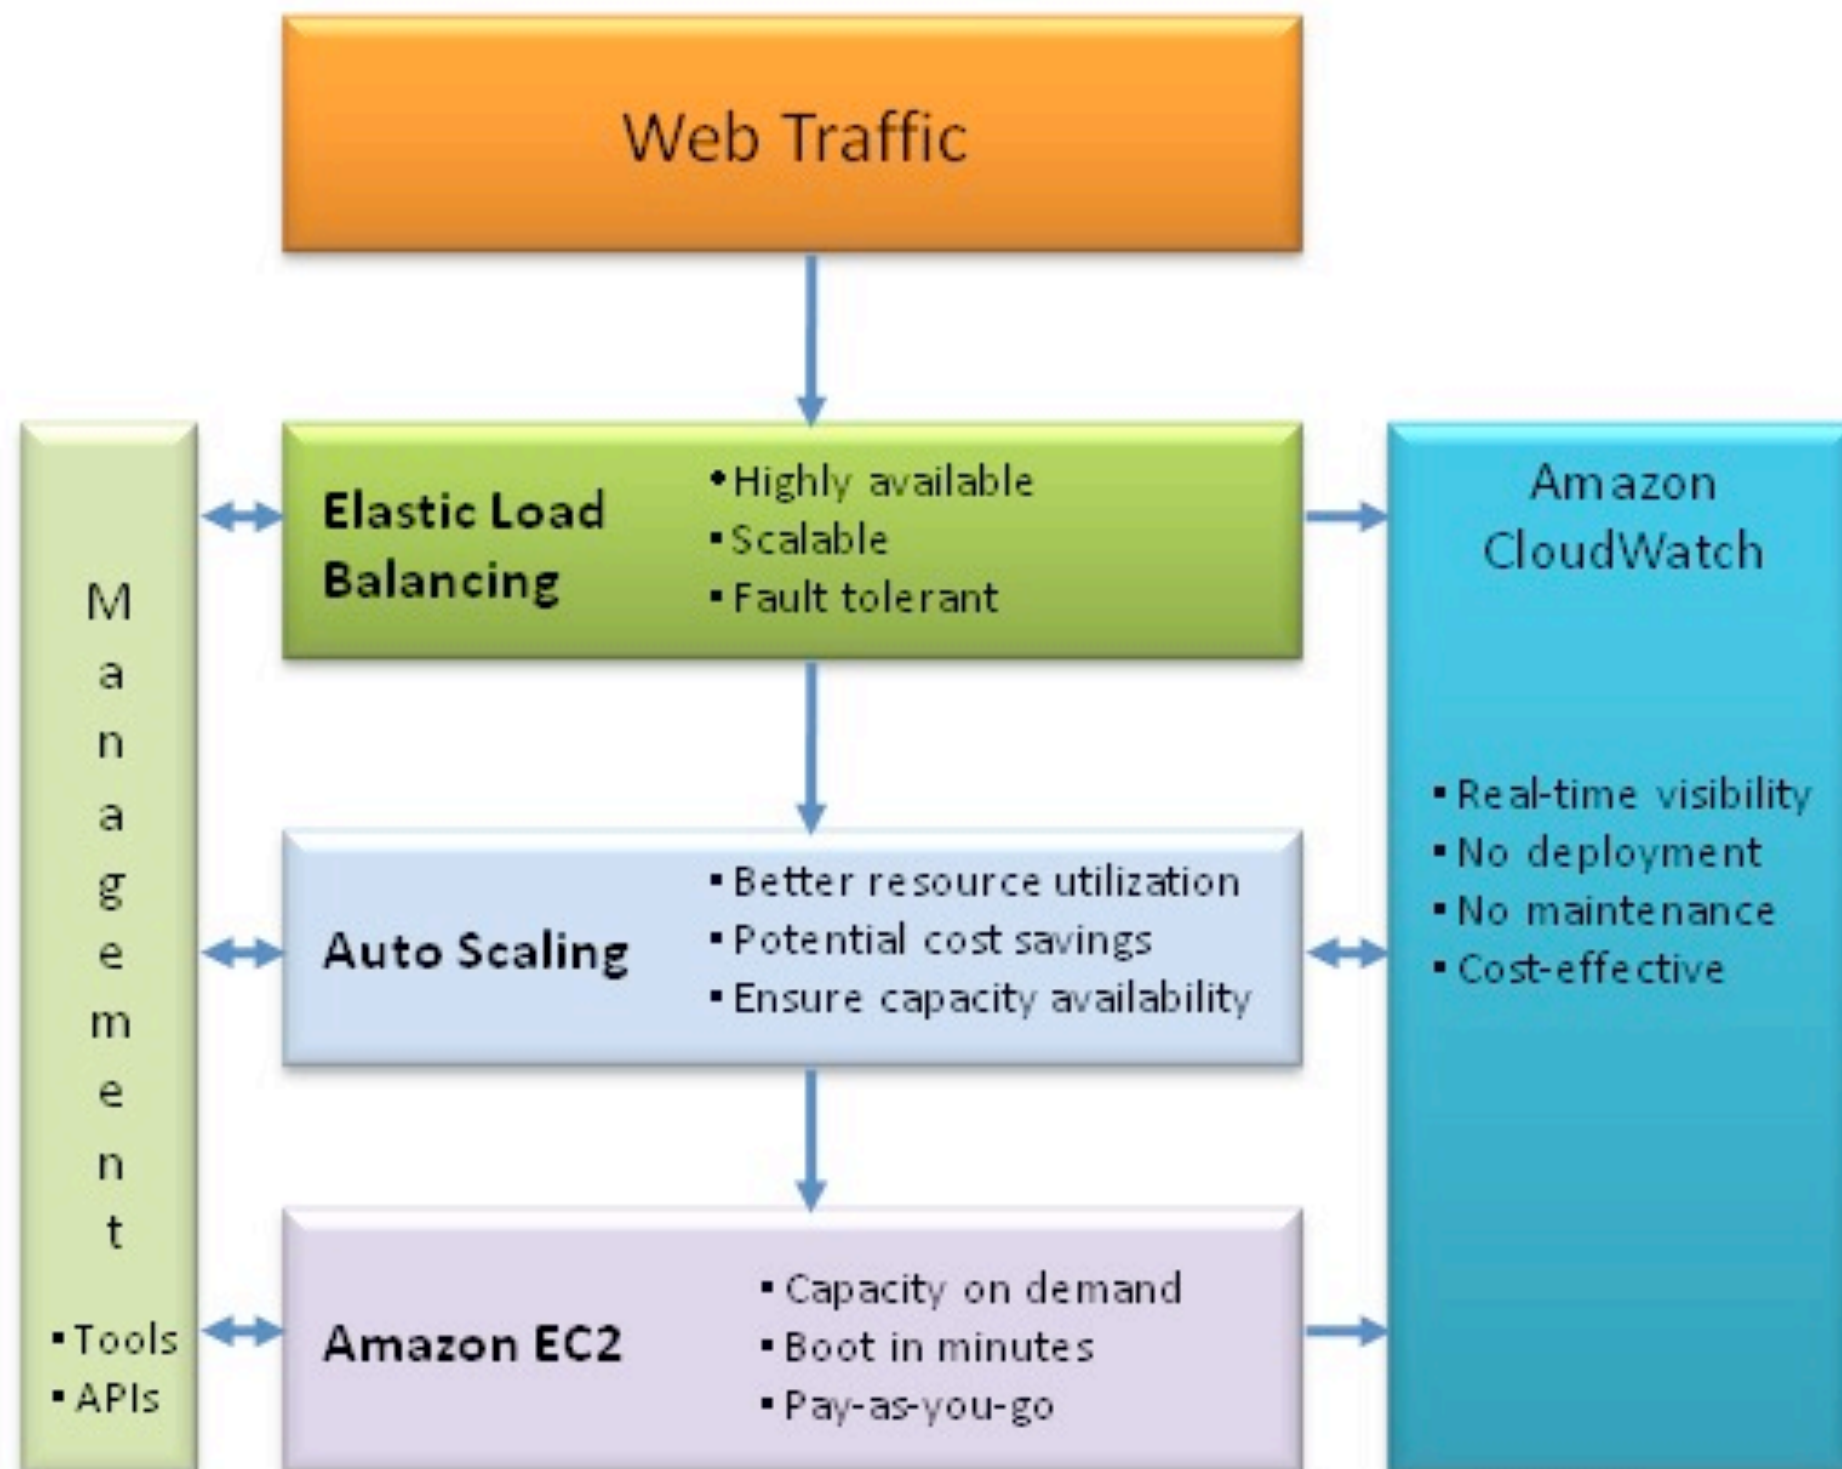 Web Traffic
Management
▪ Tools
▪ APIs
Elastic Load
Balancing
• Highly available
▪ Scalable
▪ Fault tolerant
Auto Scaling
▪ Better resource utilization
▪ Potential cost savings
▪ Ensure capacity availability
Amazon EC2
▪ Capacity on demand
▪ Boot in minutes
▪ Pay-as-you-go
Amazon
CloudWatch
▪ Real-time visibility
▪ No deployment
▪ No maintenance
▪ Cost-effective